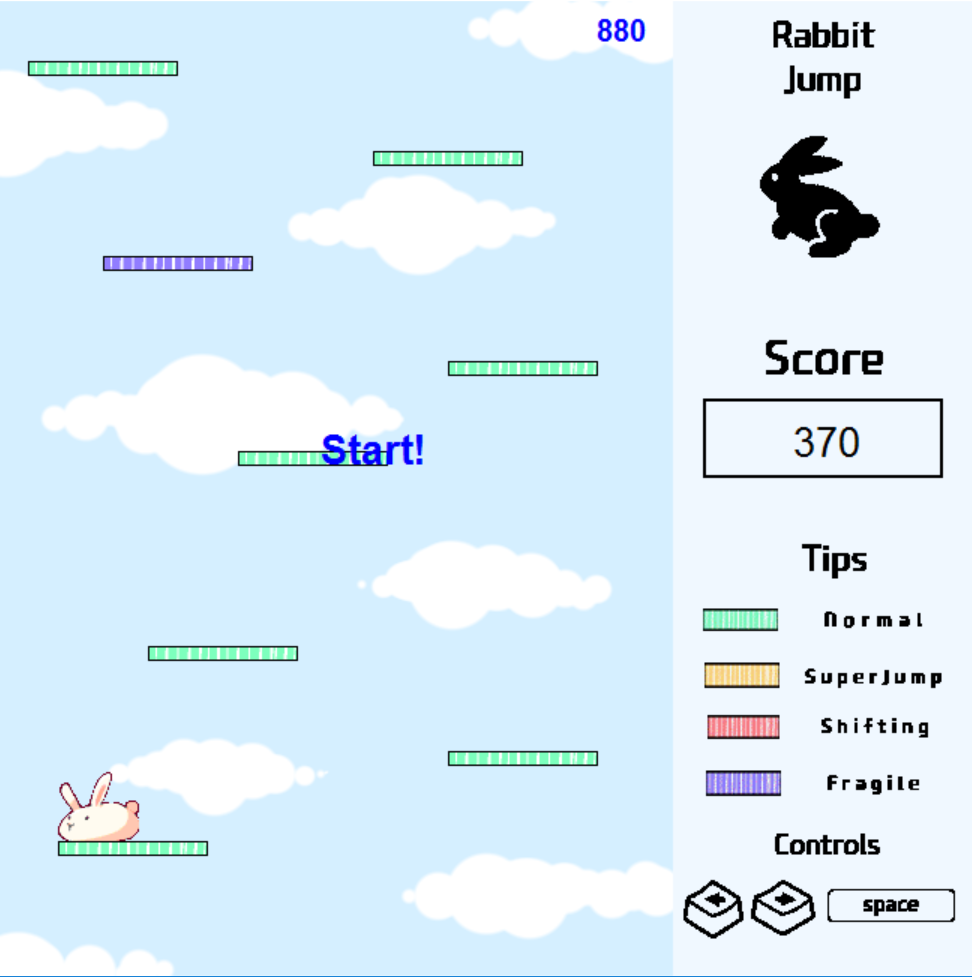 880
Start!
Rabbit
Jump
Score
370
Tips
Normal
SuperJump
Shifting
Fragile
Controls
space